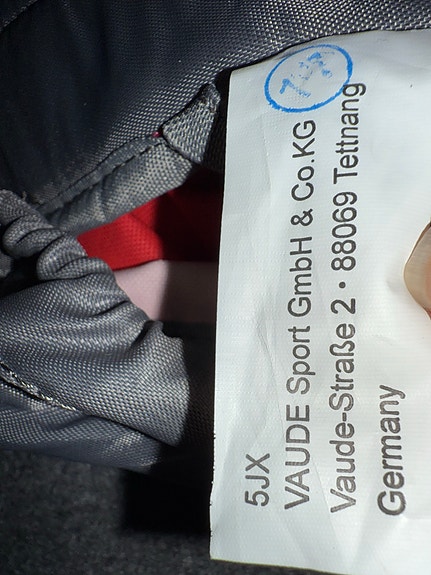 5JX
VAUDE Sport GmbH & Co.KG
Vaude-Straße 2 · 88069 Tettnang
Germany